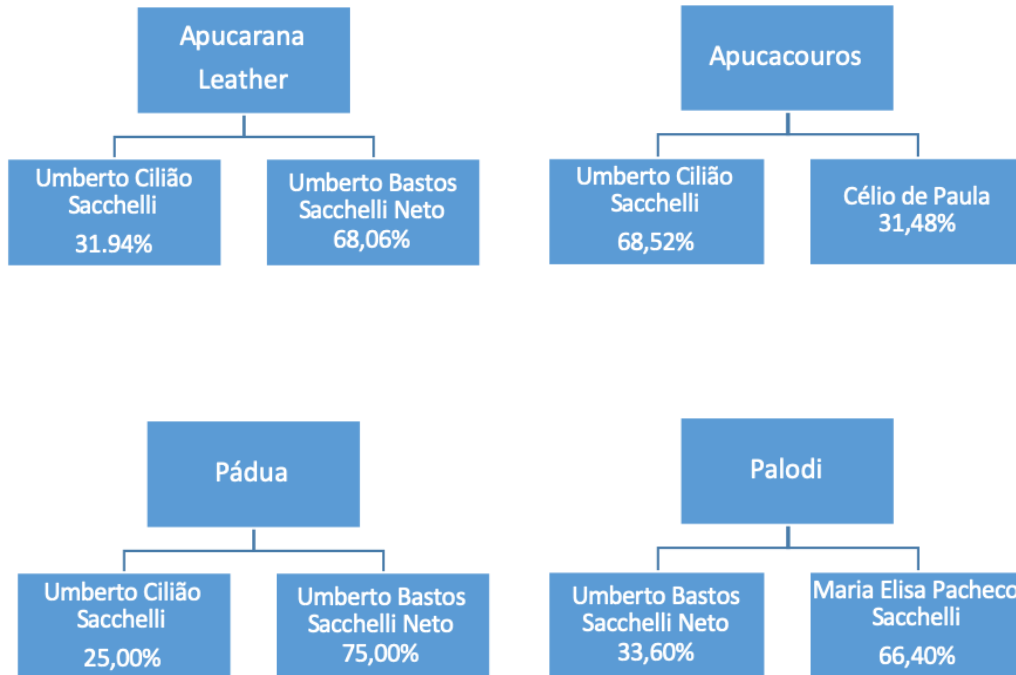 Apucarana
Leather
Umberto Cilião
Sacchelli
31.94%
Umberto Bastos
Sacchelli Neto
68,06%
Apucacouros
Umberto Cilião
Sacchelli
68,52%
Célio de Paula
31,48%
Pádua
Umberto Cilião
Sacchelli
25,00%
Umberto Bastos
Sacchelli Neto
75,00%
Palodi
Umberto Bastos
Sacchelli Neto
33,60%
Maria Elisa Pacheco
Sacchelli
66,40%